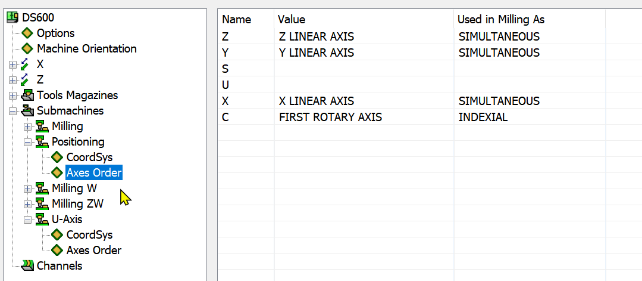 DS600
Options
Machine Orientation
X
Z
Tools Magazines
Submachines
Milling
Positioning
CoordSys
Axes Order
Milling W
Milling ZW
U-Axis
CoordSys
Axes Order
Channels
Name Value Used in Milling As
Z Z LINEAR AXIS SIMULTANEOUS
Y Y LINEAR AXIS SIMULTANEOUS
S
U
X X LINEAR AXIS SIMULTANEOUS
C FIRST ROTARY AXIS INDEXIAL